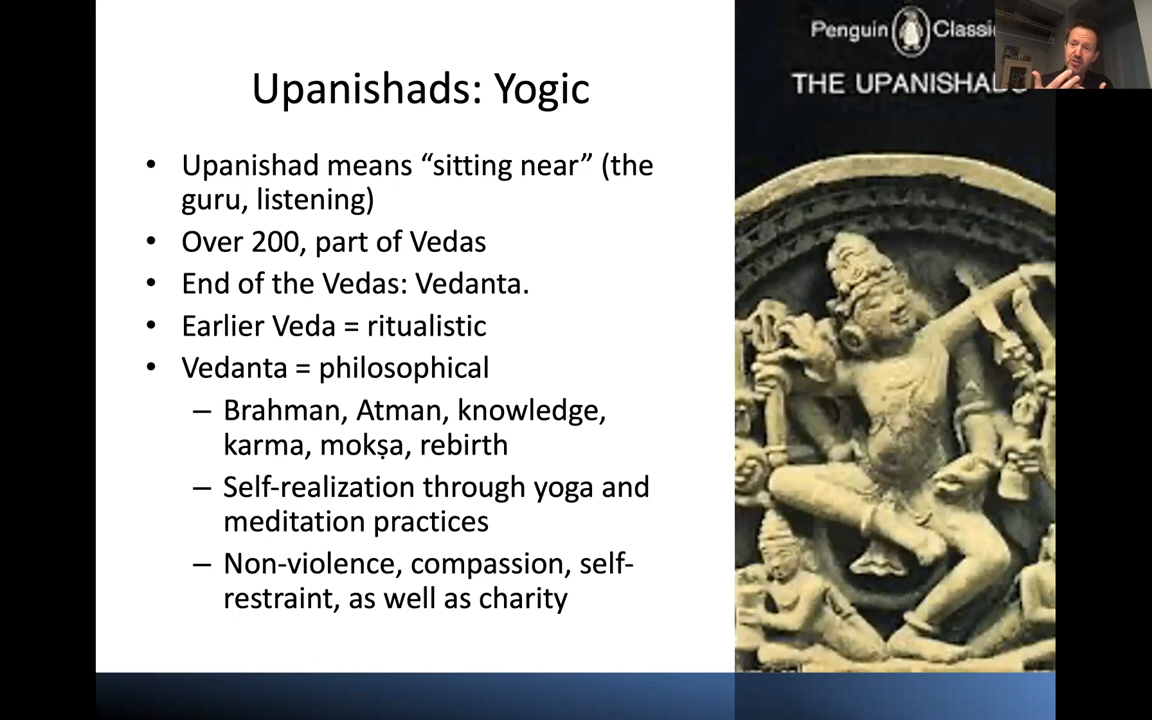 Upanishads: Yogic
• Upanishad means “sitting near” (the
guru, listening)
• Over 200, part of Vedas
• End of the Vedas: Vedanta.
• Earlier Veda = ritualistic
• Vedanta = philosophical
– Brahman, Atman, knowledge,
karma, mokṣa, rebirth
– Self-realization through yoga and
meditation practices
– Non-violence, compassion, self-
restraint, as well as charity
Penguin Classi
THE UPANISHADS